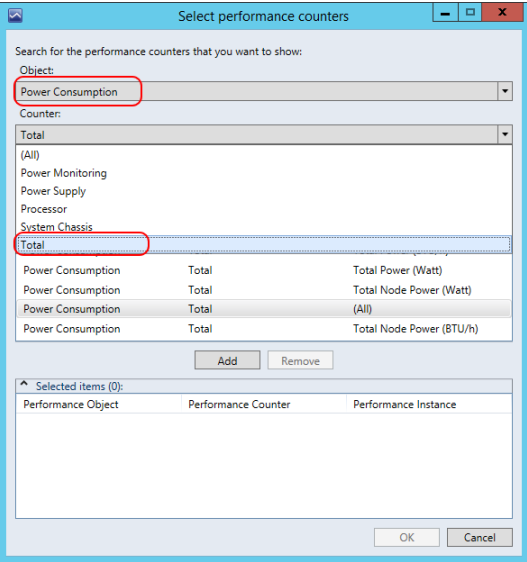 Select performance counters
Search for the performance counters that you want to show:
Object:
Power Consumption
Counter:
Total
(All)
Power Monitoring
Power Supply
Processor
System Chassis
Total
Power Consumption Total Total Power (Watt)
Power Consumption Total Total Node Power (Watt)
Power Consumption Total (All)
Power Consumption Total Total Node Power (BTU/h)
Add Remove
Selected items (0):
Performance Object Performance Counter Performance Instance
OK Cancel